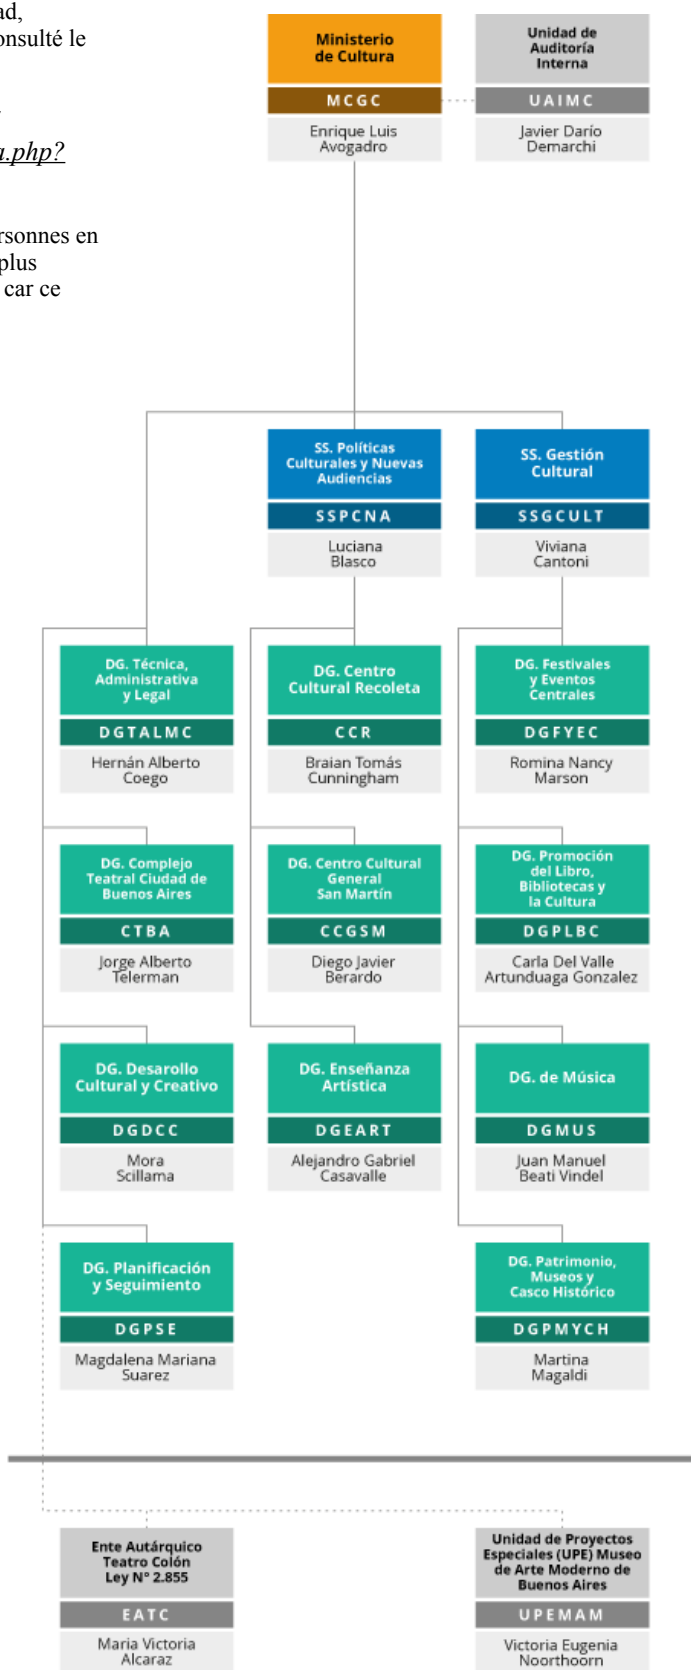 ad,
onsulté le
a.php?
rsonnes en
plus
car ce
Ministerio
de Cultura
MCGC
Enrique Luis
Avogadro
Unidad de
Auditoría
Interna
UAIMC
Javier Darío
Demarchi
SS. Políticas
Culturales y Nuevas
Audiencias
SSPCNA
Luciana
Blasco
SS. Gestión
Cultural
SSGCULT
Viviana
Cantoni
DG. Técnica,
Administrativa
y Legal
DGTALMC
Hernán Alberto
Coego
DG. Centro
Cultural Recoleta
CCR
Braian Tomás
Cunningham
DG. Festivales
y Eventos
Centrales
DGFYEC
Romina Nancy
Marson
DG. Complejo
Teatral Ciudad de
Buenos Aires
CTBA
Jorge Alberto
Telerman
DG. Centro Cultural
General
San Martín
CCGSM
Diego Javier
Berardo
DG. Promoción
del Libro,
Bibliotecas y
la Cultura
DGPLBC
Carla Del Valle
Artunduaga Gonzalez
DG. Desarollo
Cultural y Creativo
DGDCC
Mora
Scillama
DG. Enseñanza
Artística
DGEART
Alejandro Gabriel
Casavalle
DG. de Música
DGMUS
Juan Manuel
Beati Vindel
DG. Planificación
y Seguimiento
DGPSE
Magdalena Mariana
Suarez
DG. Patrimonio,
Museos y
Casco Histórico
DGPMYCH
Martina
Magaldi
Ente Autárquico
Teatro Colón
Ley N° 2.855
EATC
Maria Victoria
Alcaraz
Unidad de Proyectos
Especiales (UPE) Museo
de Arte Moderno de
Buenos Aires
UPEMAM
Victoria Eugenia
Noorthoorn